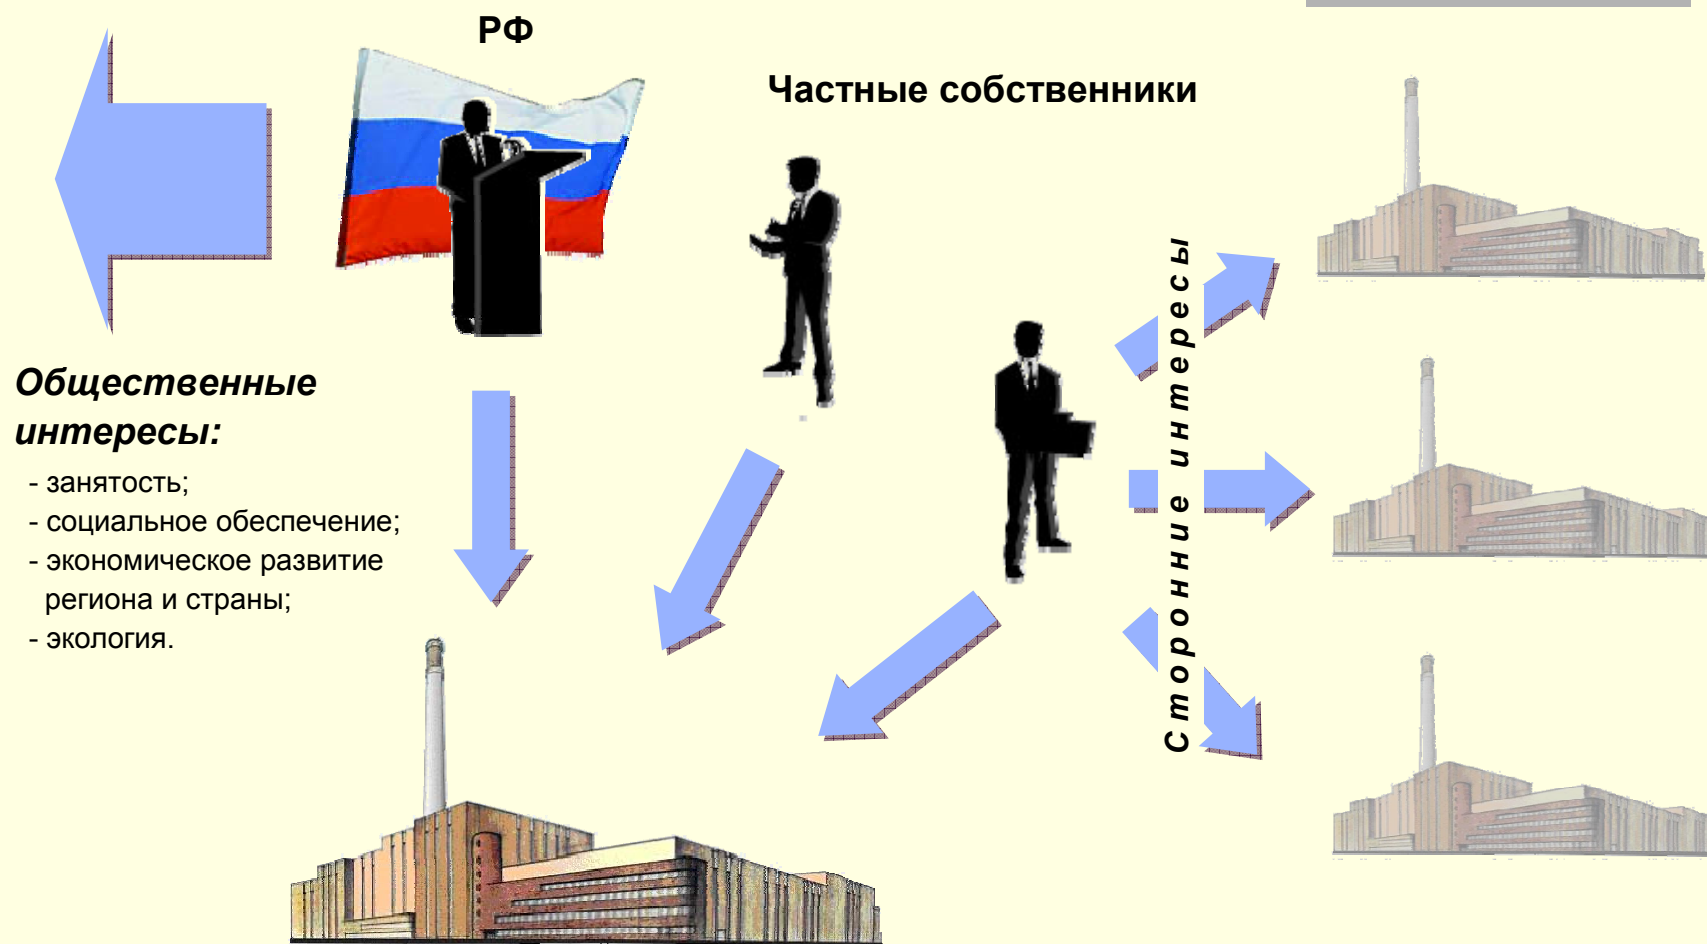 РФ
Частные собственники
Общественные
интересы:
- занятость;
- социальное обеспечение;
- экономическое развитие
региона и страны;
- экология.
Сторонние интересы